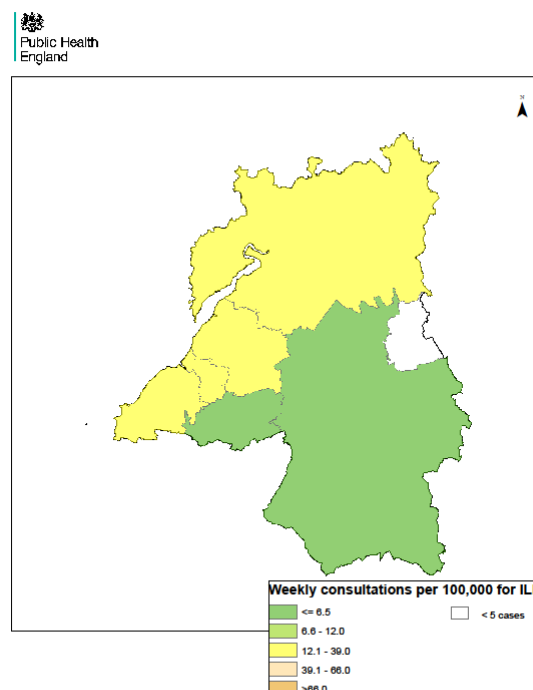 Public Health
England
N
Weekly consultations per 100,000 for IL
<= 6.5
< 5 cases
6.6 - 12.0
12.1 - 39.0
39.1 - 66.0
>66.0